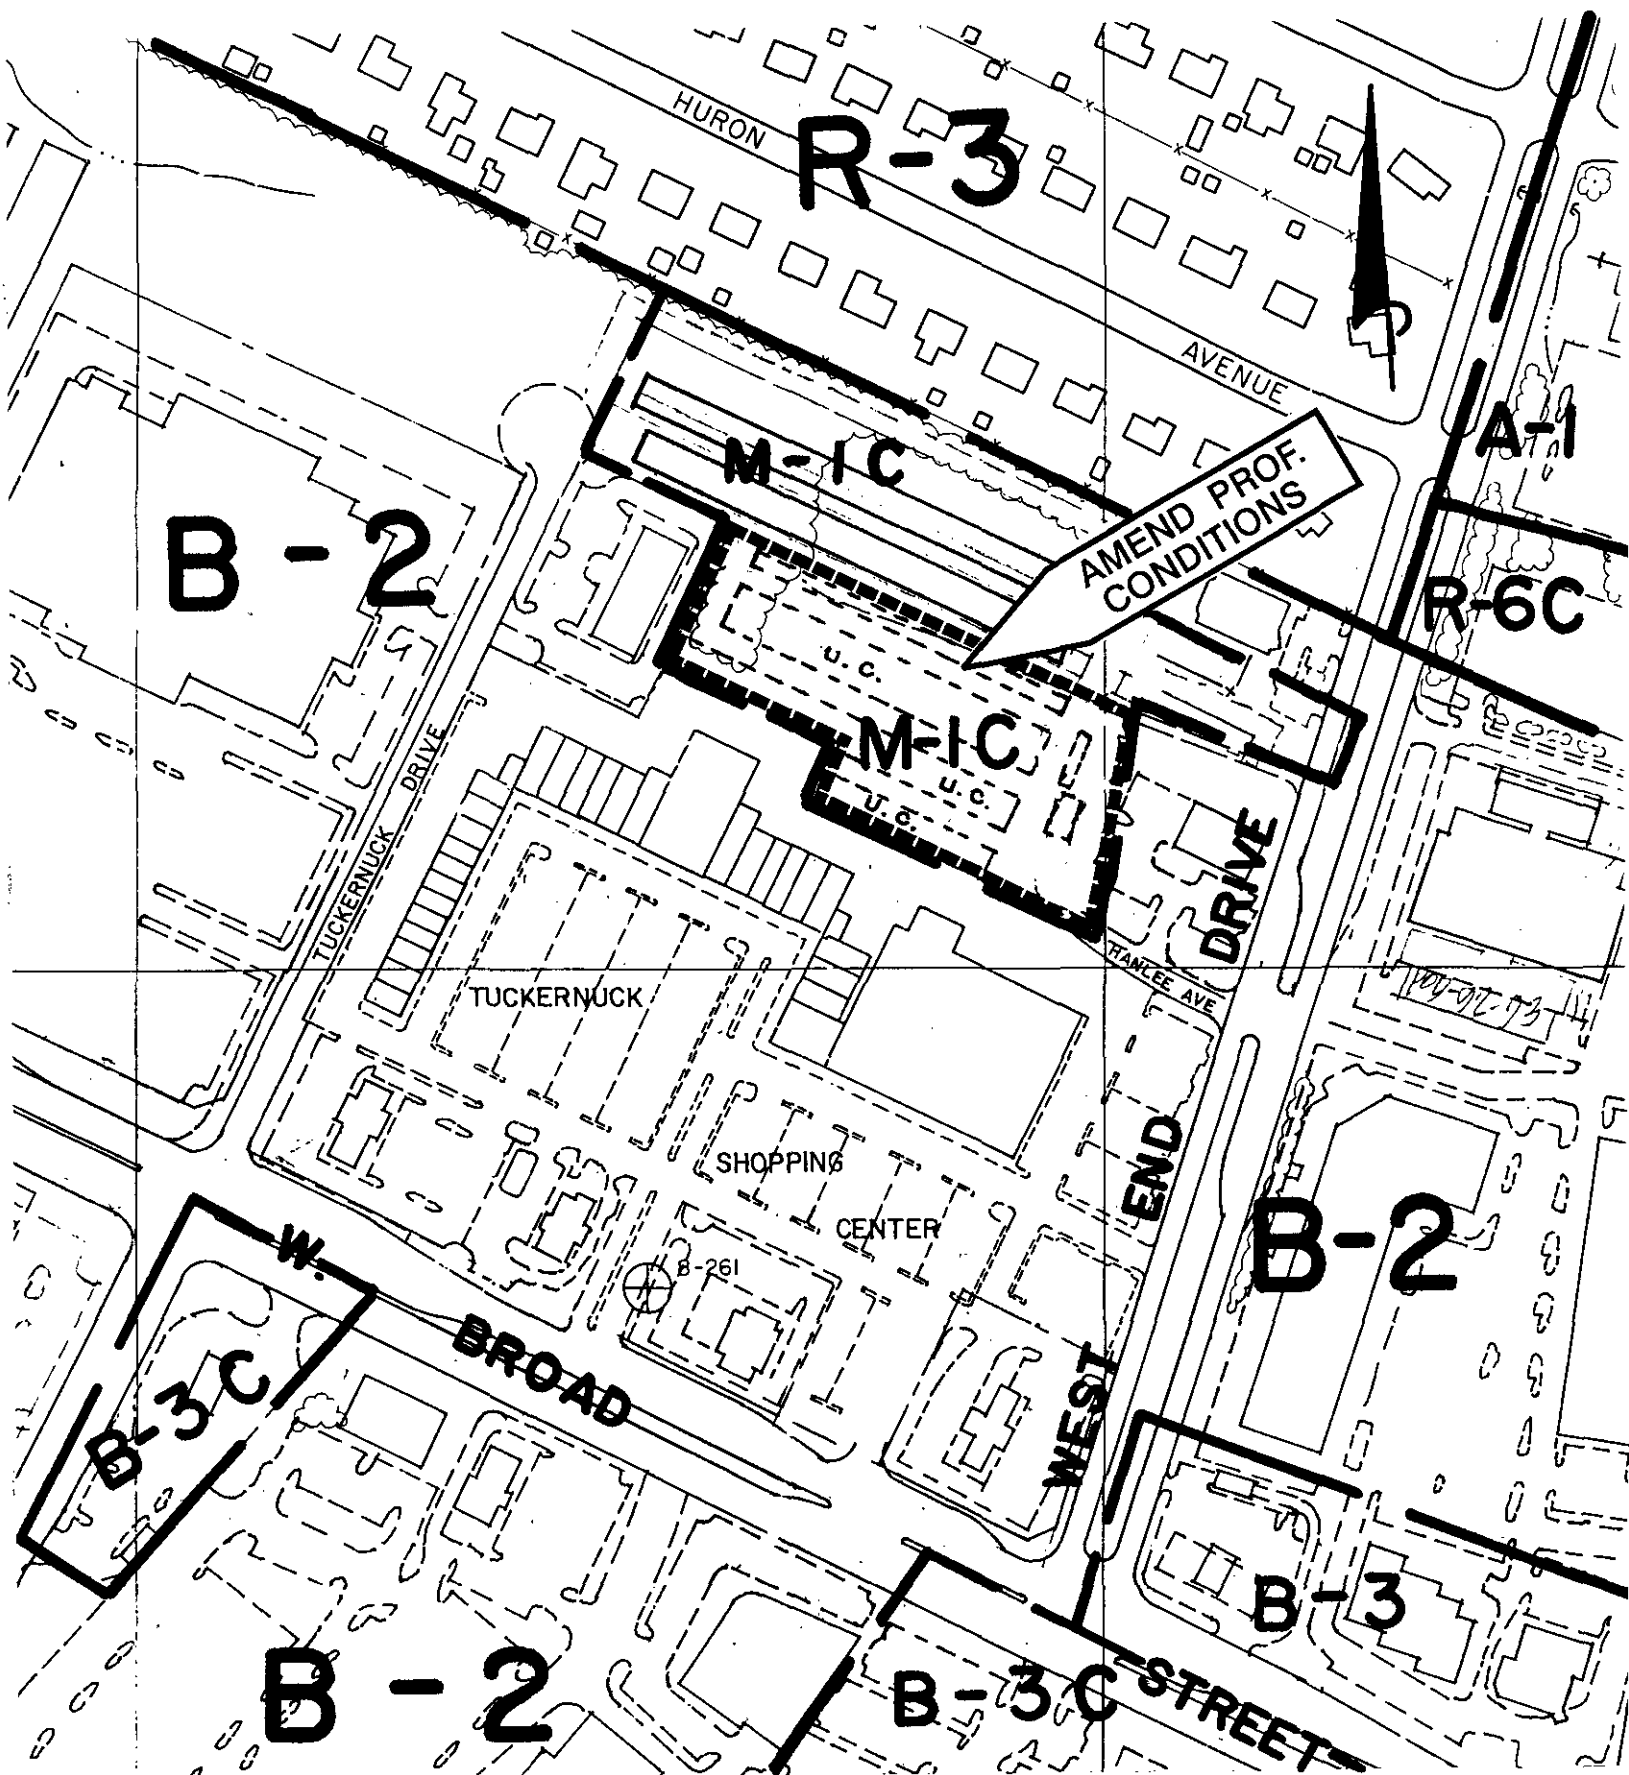 HURON
R-3
AVENUE
A-1
M-1C
AMEND PROF.
CONDITIONS
B-2
R-6C
u.c.
M-1C
u.c.
u.c.
TUCKERNUCK DRIVE
HANLEE AVE
TUCKERNUCK
SHOPPING
CENTER
B-261
WEST END DRIVE
B-2
W. BROAD STREET
B-3C
B-3
B-2
B-3C